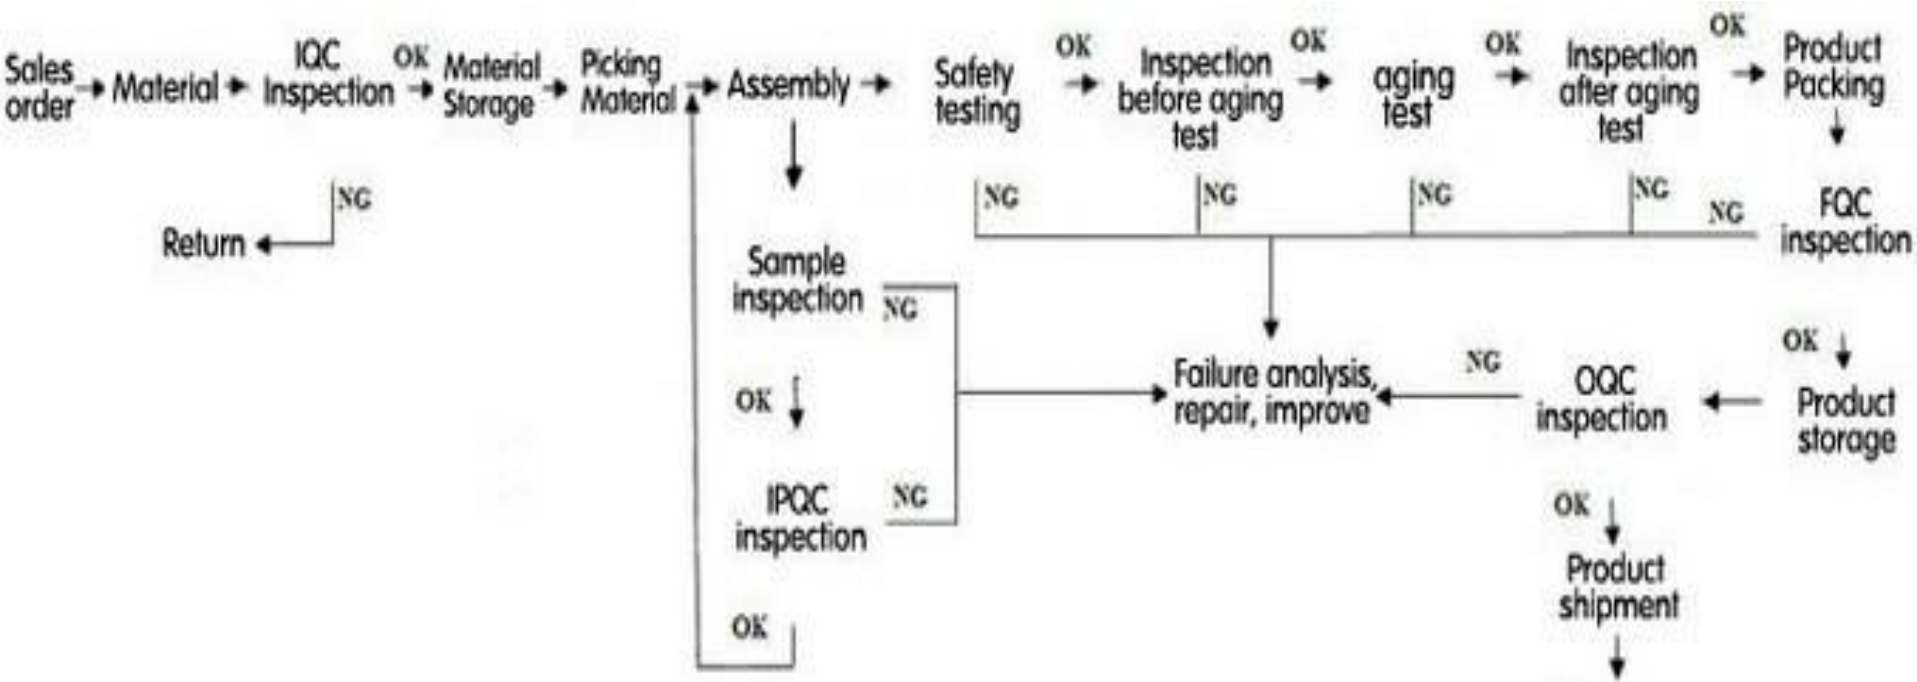 Sales
order
Material
IQC
Inspection
OK
Material
Storage
Picking
Material
Assembly
Safety
testing
OK
Inspection
before aging
test
OK
aging
test
OK
Inspection
after aging
test
OK
Product
Packing
NG
Return
NG
NG
NG
NG
NG
FQC
inspection
Sample
inspection
NG
OK
IPQC
inspection
NG
OK
Failure analysis,
repair, improve
NG
OQC
inspection
OK
Product
storage
OK
Product
shipment